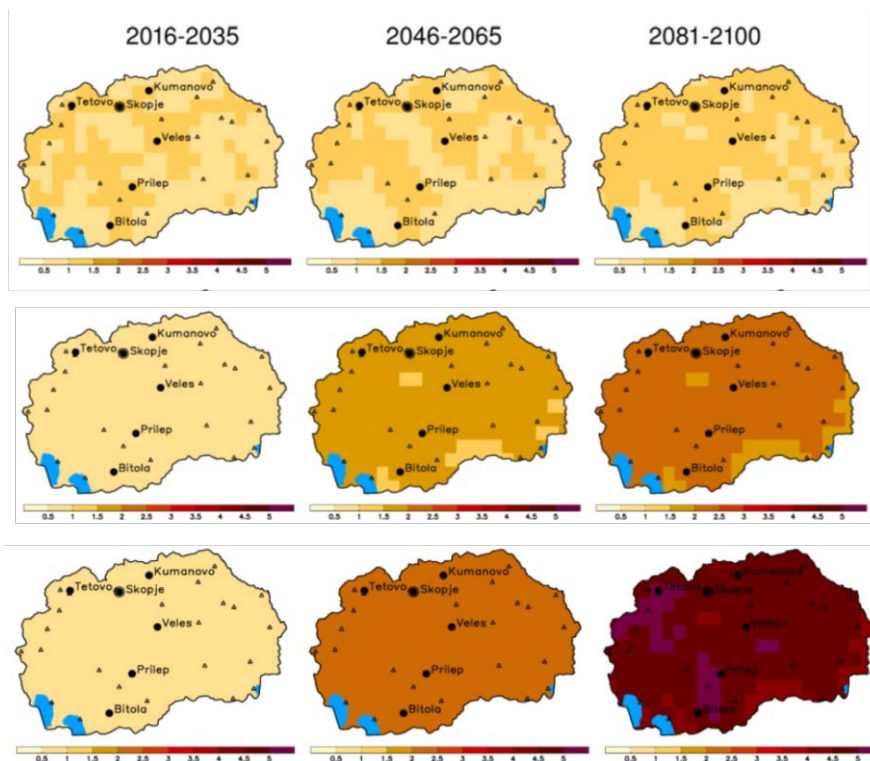 2016-2035 2046-2065 2081-2100
Kumanovo Kumanovo Kumanovo
Tetovo Tetovo Tetovo
Skopje Skopje Skopje
Veles Veles Veles
Prilep Prilep Prilep
Bitola Bitola Bitola
0.5 1 1.5 2 2.5 3 3.5 4 4.5 5 0.5 1 1.5 2 2.5 3 3.5 4 4.5 5 0.5 1 1.5 2 2.5 3 3.5 4 4.5 5
Kumanovo Kumanovo Kumanovo
Tetovo Tetovo Tetovo
Skopje Skopje Skopje
Veles Veles Veles
Prilep Prilep Prilep
Bitola Bitola Bitola
0.5 1 1.5 2 2.5 3 3.5 4 4.5 5 0.5 1 1.5 2 2.5 3 3.5 4 4.5 5 0.5 1 1.5 2 2.5 3 3.5 4 4.5 5
Kumanovo Kumanovo Kumanovo
Tetovo Tetovo Tetovo
Skopje Skopje Skopje
Veles Veles Veles
Prilep Prilep Prilep
Bitola Bitola Bitola
0.5 1 1.5 2 2.5 3 3.5 4 4.5 5 0.5 1 1.5 2 2.5 3 3.5 4 4.5 5 0.5 1 1.5 2 2.5 3 3.5 4 4.5 5